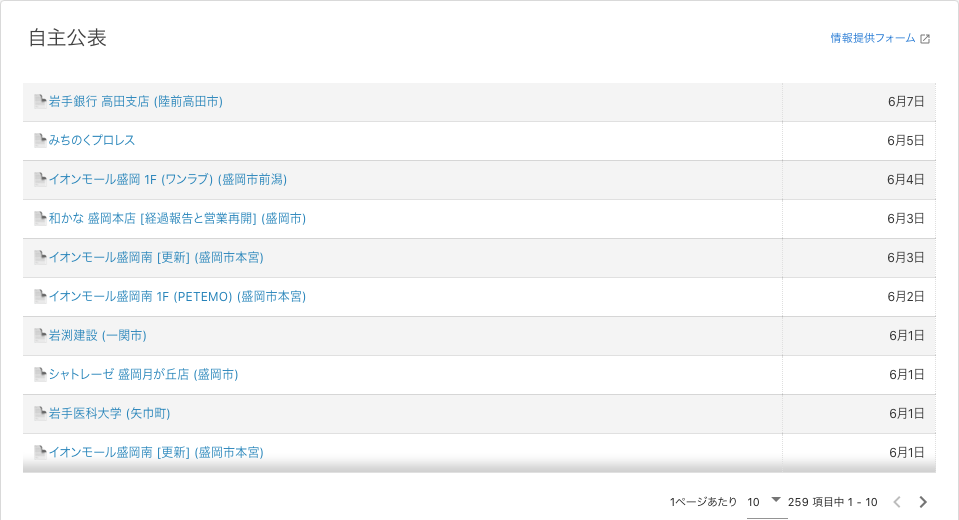 自主公表
情報提供フォーム
岩手銀行 高田支店 (陸前高田市) 6月7日
みちのくプロレス 6月5日
イオンモール盛岡 1F (ワンラブ) (盛岡市前潟) 6月4日
和かな 盛岡本店 [経過報告と営業再開] (盛岡市) 6月3日
イオンモール盛岡南 [更新] (盛岡市本宮) 6月3日
イオンモール盛岡南 1F (PETEMO) (盛岡市本宮) 6月2日
岩渕建設 (一関市) 6月1日
シャトレーゼ 盛岡月が丘店 (盛岡市) 6月1日
岩手医科大学 (矢巾町) 6月1日
イオンモール盛岡南 [更新] (盛岡市本宮) 6月1日
1ページあたり 10 259 項目中 1 - 10